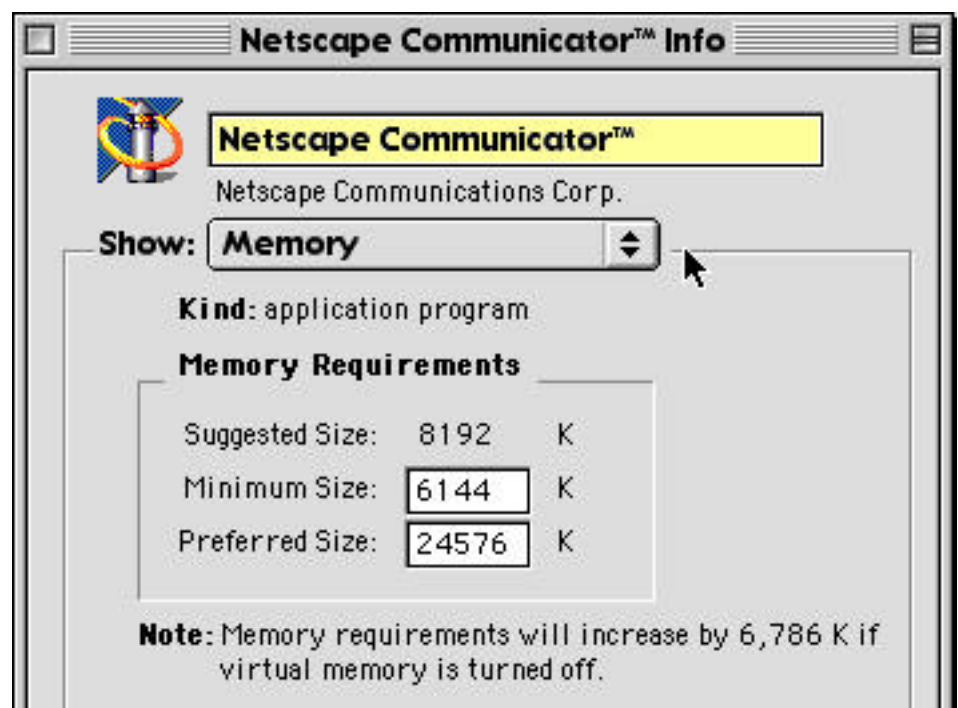 Netscape Communicator™ Info
Netscape Communicator™
Netscape Communications Corp.
Show: Memory
Kind: application program
Memory Requirements
Suggested Size: 8192 K
Minimum Size: 6144 K
Preferred Size: 24576 K
Note: Memory requirements will increase by 6,786 K if
virtual memory is turned off.